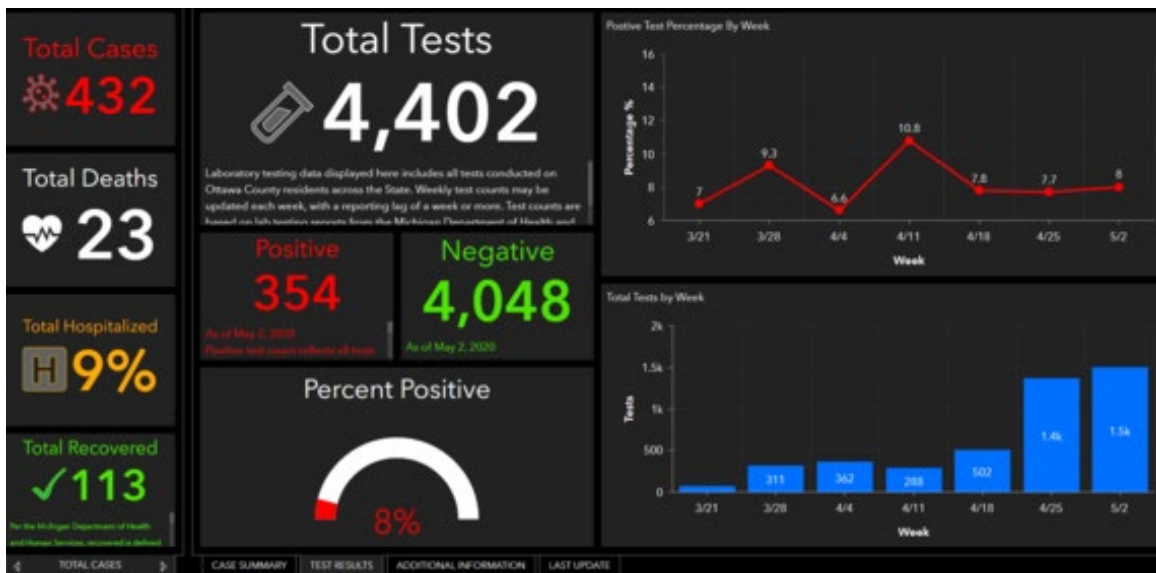 Total Cases
432
Total Deaths
23
Total Hospitalized
H 9%
Total Recovered
113
Per the Michigan Department of Health
and Human Services, recovered is defined
TOTAL CASES
Total Tests
4,402
Laboratory testing data displayed here includes all tests conducted on
Ottawa County residents across the State. Weekly test counts may be
updated each week, with a reporting lag of a week or more. Test counts are
based on lab testing reports from the Michigan Department of Health and
Positive
354
As of May 2, 2020
Positive test count reflects all tests
Negative
4,048
As of May 2, 2020
Percent Positive
8%
CASE SUMMARY
TEST RESULTS
ADDITIONAL INFORMATION
LAST UPDATE
Postive Test Percentage By Week
Percentage %
16
14
12
10
8
6
7
9.3
6.6
10.8
7.8
7.7
8
3/21
3/28
4/4
4/11
4/18
4/25
5/2
Week
Total Tests by Week
Tests
2k
1.5k
1k
500
0
311
362
288
502
1.4k
1.5k
3/21
3/28
4/4
4/11
4/18
4/25
5/2
Week